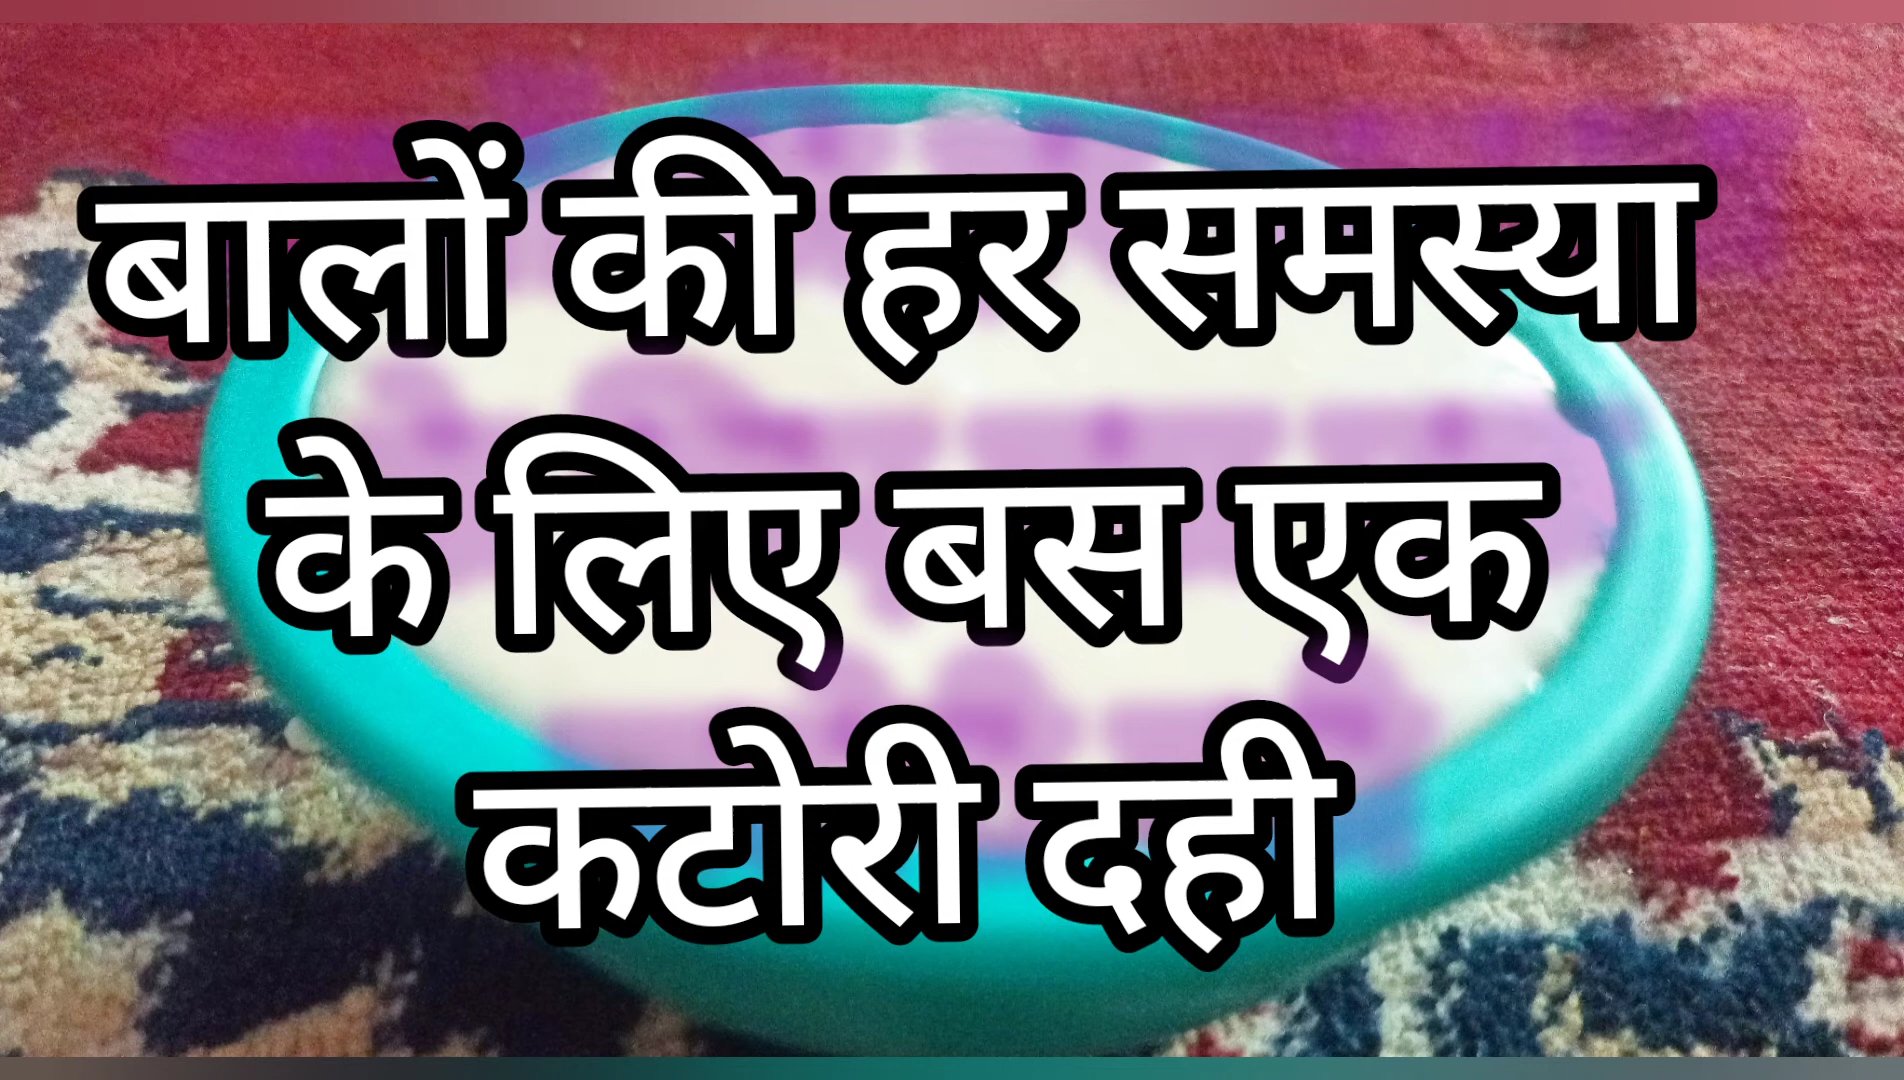 बालों की हर समस्या
के लिए बस एक
कटोरी दही